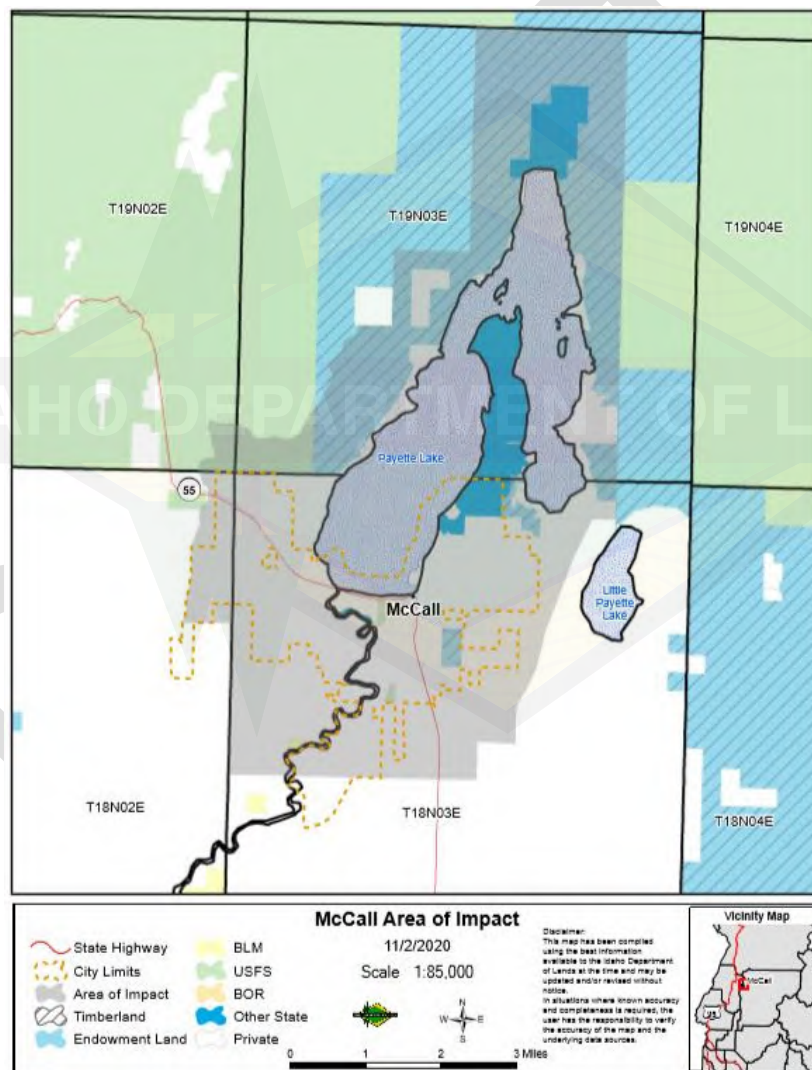 T19N02E
T19N03E
T19N04E
AHO DEPARTMENT OF L
Payette Lake
55
McCall
Little
Payette
Lake
T18N02E
T18N03E
T18N04E
McCall Area of Impact
11/2/2020
Scale 1:85,000
State Highway
City Limits
Area of Impact
Timberland
Endowment Land
BLM
USFS
BOR
Other State
Private
N
W E
S
0 1 2 3 Miles
Disclaimer:
This map has been compiled
using the best information
available to the Idaho Department
of Lands at the time and may be
updated and/or revised without
notice.
In situations where known accuracy
and completeness is required, the
user has the responsibility to verify
the accuracy of the map and the
underlying data sources.
Vicinity Map
McCall